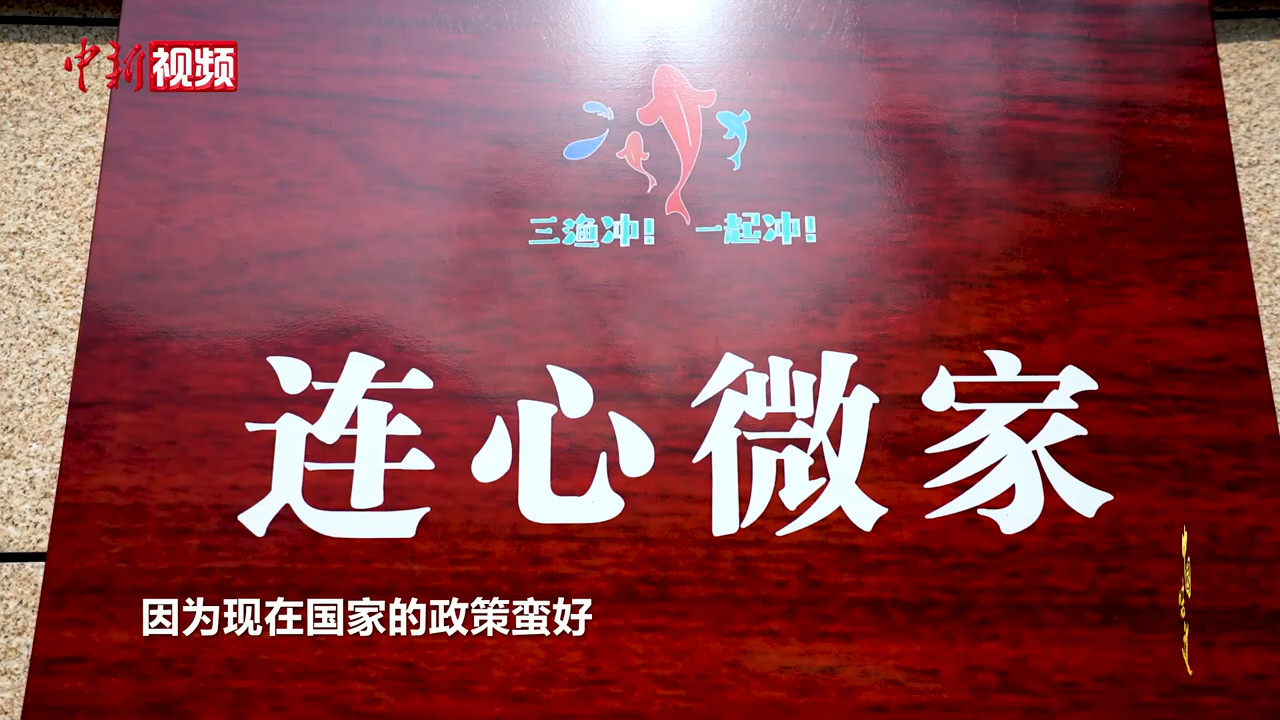 中新视频
三渔冲! 一起冲!
连心微家
因为现在国家的政策蛮好